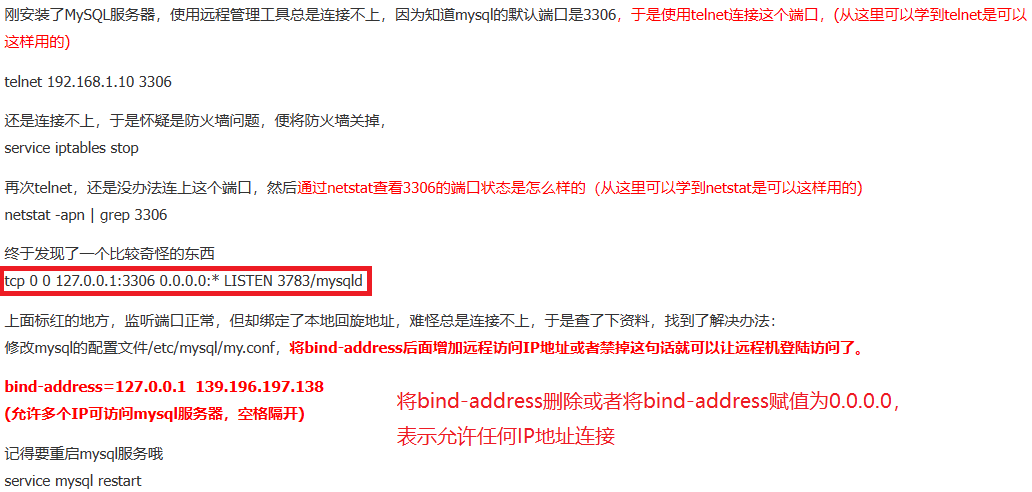 刚安装了MySQL服务器，使用远程管理工具总是连接不上，因为知道mysql的默认端口是3306，于是使用telnet连接这个端口，(从这里可以学到telnet是可以
这样用的)
telnet 192.168.1.10 3306
还是连接不上，于是怀疑是防火墙问题，便将防火墙关掉，
service iptables stop
再次telnet，还是没办法连上这个端口，然后通过netstat查看3306的端口状态是怎么样的（从这里可以学到netstat是可以这样用的)
netstat -apn | grep 3306
终于发现了一个比较奇怪的东西
tcp 0 0 127.0.0.1:3306 0.0.0.0:* LISTEN 3783/mysqld
上面标红的地方，监听端口正常，但却绑定了本地回旋地址，难怪总是连接不上，于是查了下资料，找到了解决办法：
修改mysql的配置文件/etc/mysql/my.conf，将bind-address后面增加远程访问IP地址或者禁掉这句话就可以让远程机登陆访问了。
bind-address=127.0.0.1  139.196.197.138
(允许多个IP可访问mysql服务器，空格隔开)
将bind-address删除或者将bind-address赋值为0.0.0.0，
表示允许任何IP地址连接
记得要重启mysql服务哦
service mysql restart